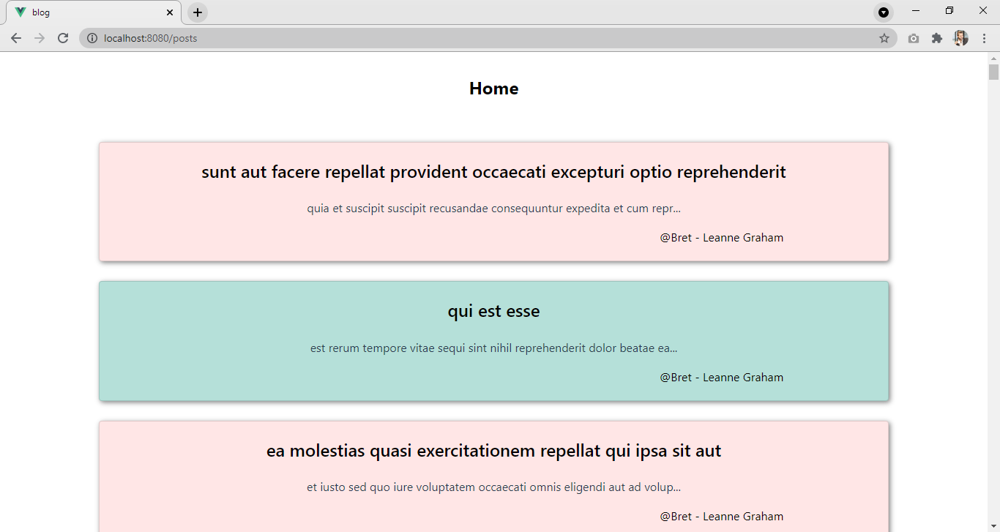 blog
localhost:8080/posts
Home
sunt aut facere repellat provident occaecati excepturi optio reprehenderit
quia et suscipit suscipit recusandae consequuntur expedita et cum repr...
@Bret - Leanne Graham
qui est esse
est rerum tempore vitae sequi sint nihil reprehenderit dolor beatae ea...
@Bret - Leanne Graham
ea molestias quasi exercitationem repellat qui ipsa sit aut
et iusto sed quo iure voluptatem occaecati omnis eligendi aut ad volup...
@Bret - Leanne Graham